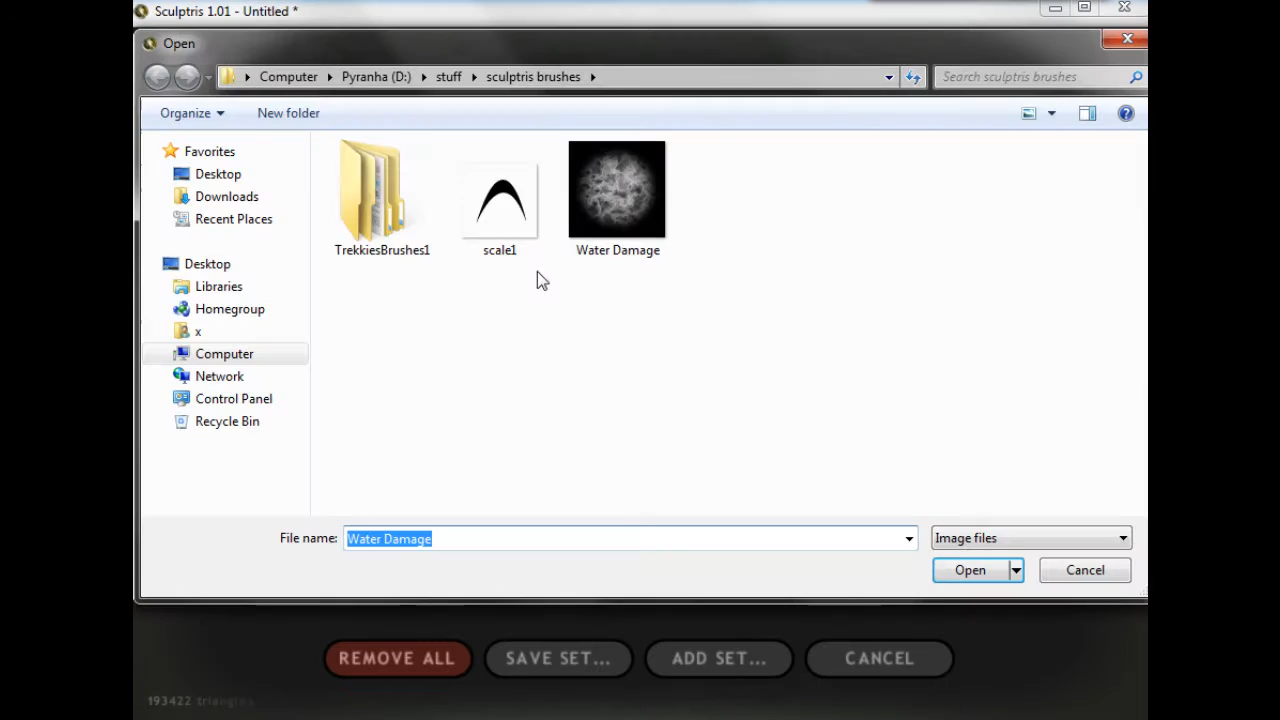 Sculptris 1.01 - Untitled *
Open
Computer Pyranha (D:) stuff sculptris brushes
Search sculptris brushes
Organize
New folder
Favorites
Desktop
Downloads
Recent Places
Desktop
Libraries
Homegroup
x
Computer
Network
Control Panel
Recycle Bin
TrekkiesBrushes1
scale1
Water Damage
File name:
Water Damage
Image files
Open
Cancel
REMOVE ALL
SAVE SET...
ADD SET...
CANCEL
193422 triangles